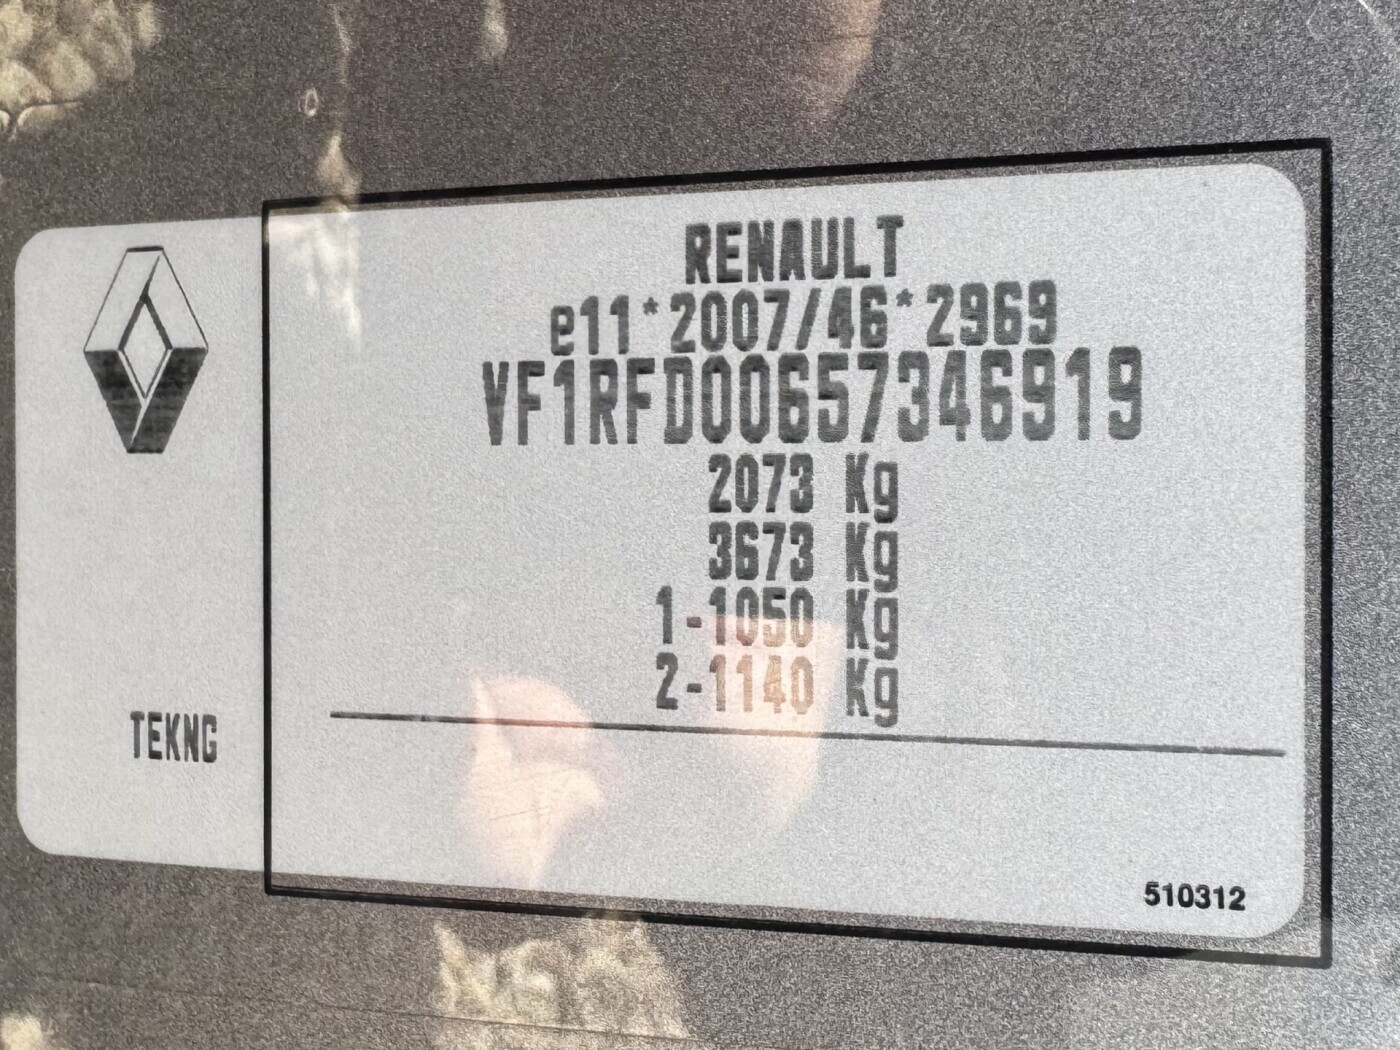 RENAULT
e11*2007/46*2969
VF1RFD00657346919
2073 Kg
3673 Kg
1-1050 Kg
2-1140 Kg
TEKNG
510312